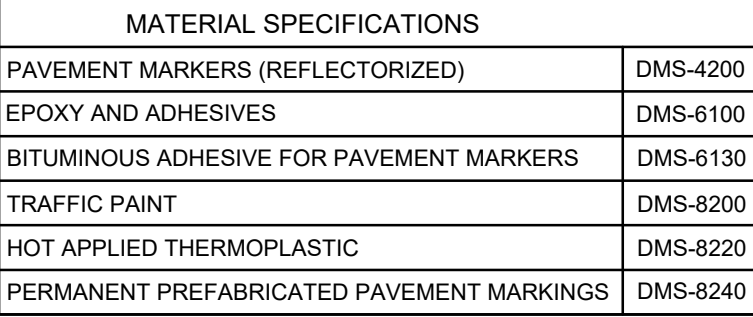 MATERIAL SPECIFICATIONS
PAVEMENT MARKERS (REFLECTORIZED) DMS-4200
EPOXY AND ADHESIVES DMS-6100
BITUMINOUS ADHESIVE FOR PAVEMENT MARKERS DMS-6130
TRAFFIC PAINT DMS-8200
HOT APPLIED THERMOPLASTIC DMS-8220
PERMANENT PREFABRICATED PAVEMENT MARKINGS DMS-8240